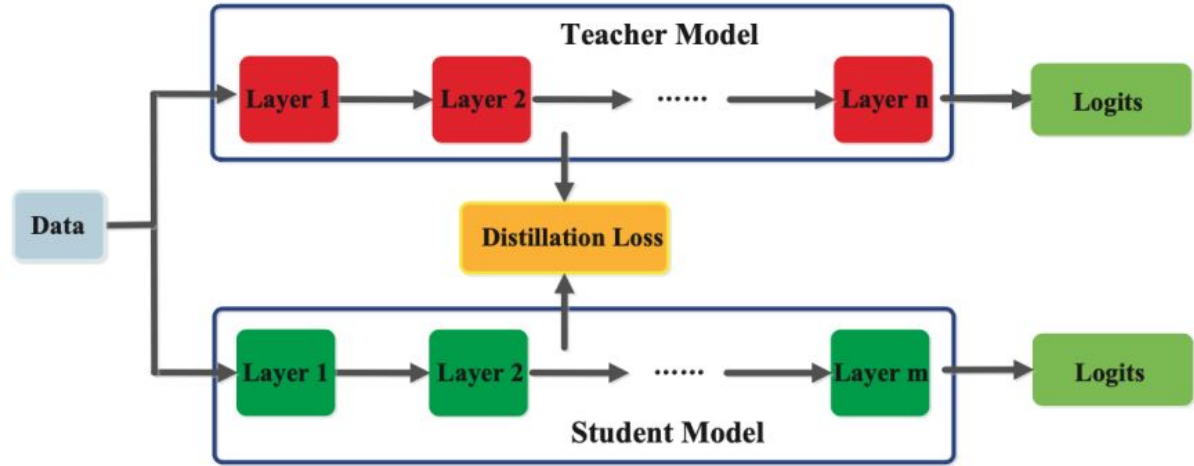 Teacher Model
Layer 1
Layer 2
......
Layer n
Logits
Data
Distillation Loss
Layer 1
Layer 2
......
Layer m
Logits
Student Model